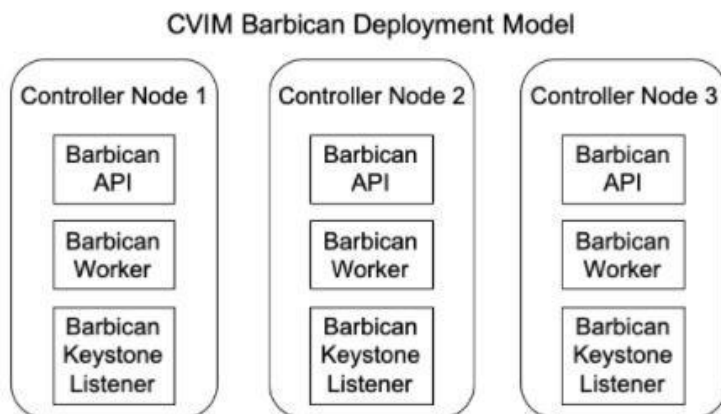 CVIM Barbican Deployment Model
Controller Node 1
Barbican
API
Barbican
Worker
Barbican
Keystone
Listener
Controller Node 2
Barbican
API
Barbican
Worker
Barbican
Keystone
Listener
Controller Node 3
Barbican
API
Barbican
Worker
Barbican
Keystone
Listener